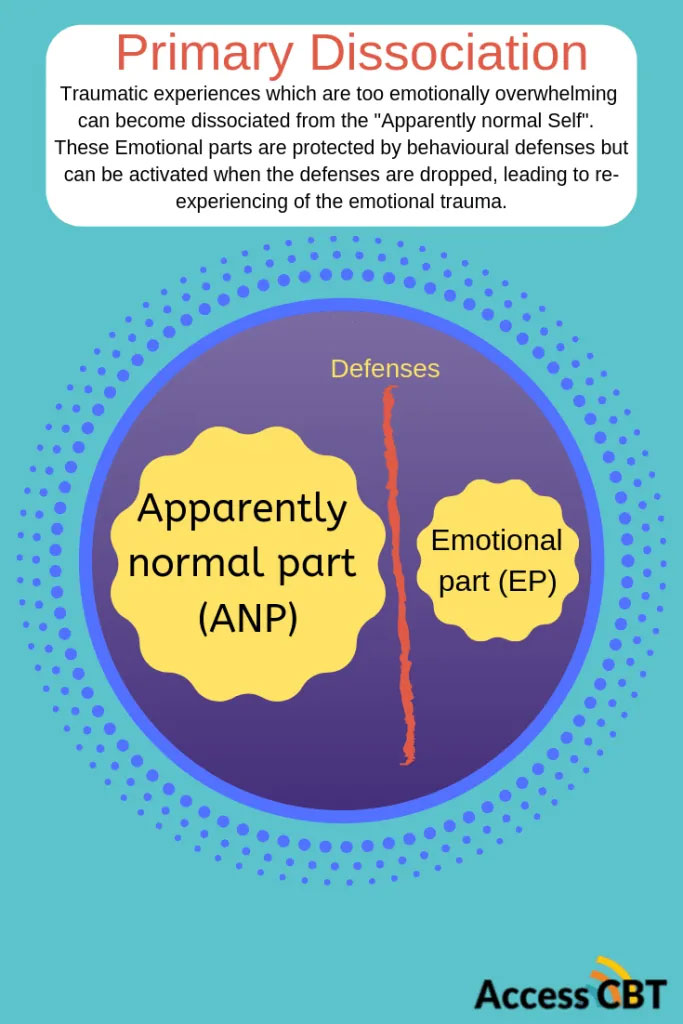 Primary Dissociation
Traumatic experiences which are too emotionally overwhelming
can become dissociated from the "Apparently normal Self".
These Emotional parts are protected by behavioural defenses but
can be activated when the defenses are dropped, leading to re-
experiencing of the emotional trauma.
Defenses
Apparently
normal part
(ANP)
Emotional
part (EP)
Access CBT